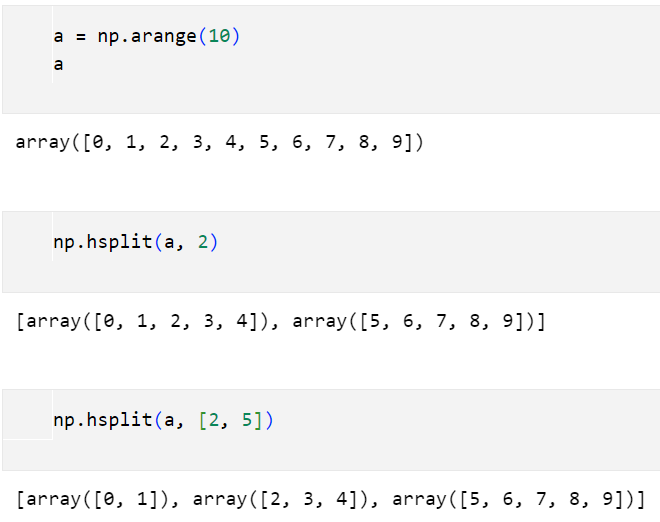 a = np.arange(10)
a
array([0, 1, 2, 3, 4, 5, 6, 7, 8, 9])
np.hsplit(a, 2)
[array([0, 1, 2, 3, 4]), array([5, 6, 7, 8, 9])]
np.hsplit(a, [2, 5])
[array([0, 1]), array([2, 3, 4]), array([5, 6, 7, 8, 9])]